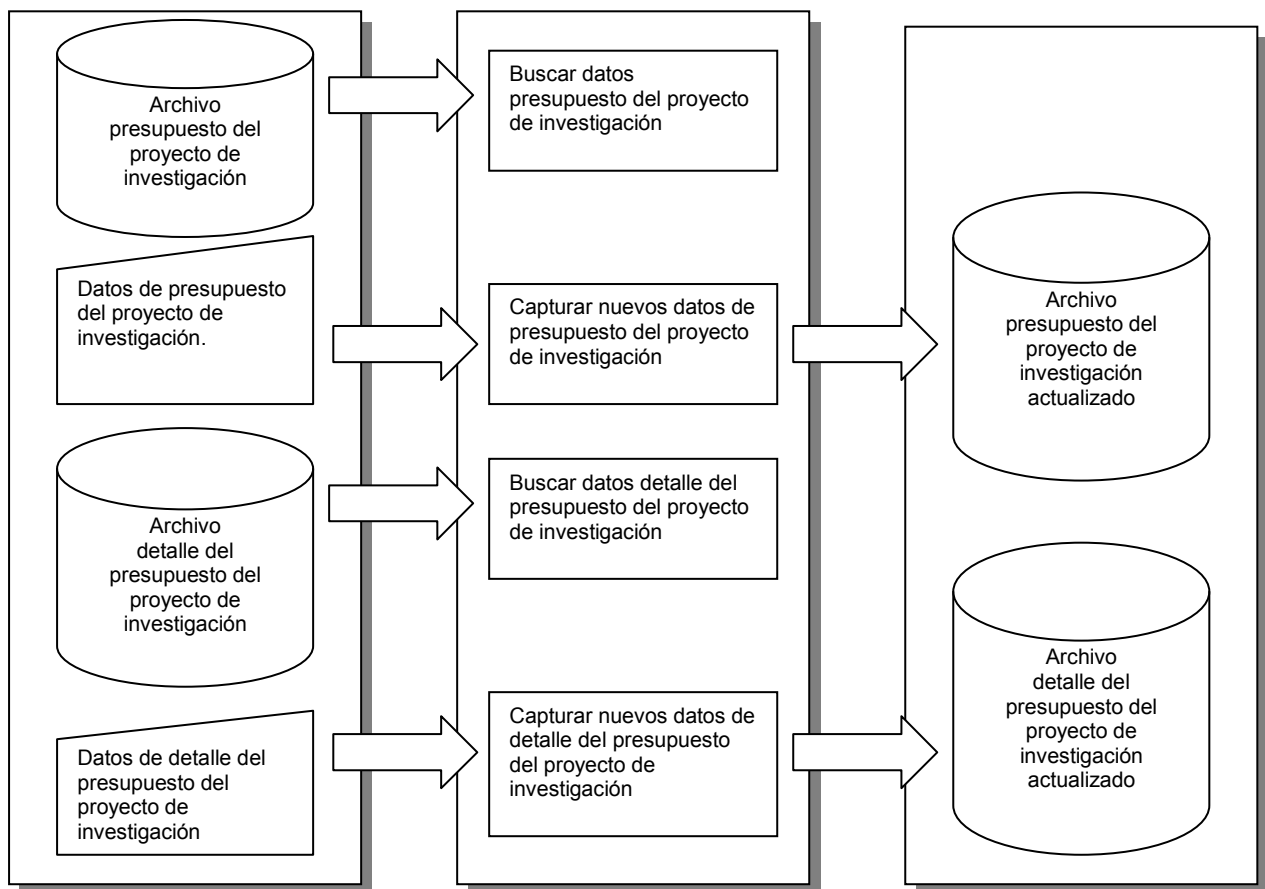 Archivo
presupuesto del
proyecto de
investigación
Datos de presupuesto
del proyecto de
investigación.
Archivo
detalle del
presupuesto del
proyecto de
investigación
Datos de detalle del
presupuesto del
proyecto de
investigación
Buscar datos
presupuesto del proyecto
de investigación
Capturar nuevos datos de
presupuesto del proyecto
de investigación
Buscar datos detalle del
presupuesto del proyecto
de investigación
Capturar nuevos datos de
detalle del presupuesto
del proyecto de
investigación
Archivo
presupuesto del
proyecto de
investigación
actualizado
Archivo
detalle del
presupuesto del
proyecto de
investigación
actualizado